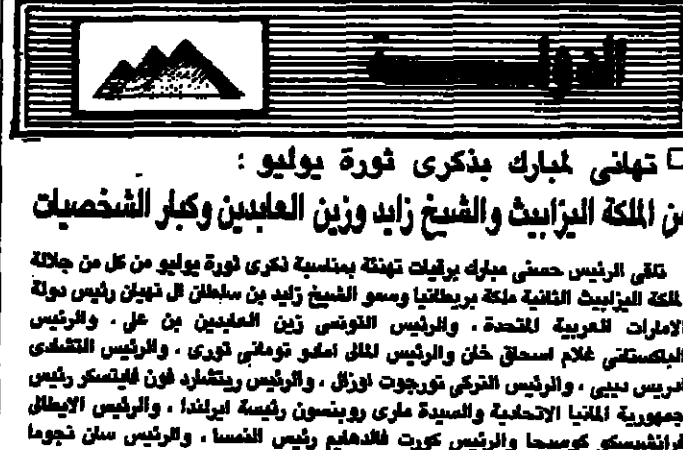 الدولـــــة
□ تهانى لمبارك بذكرى ثورة يوليو :
من الملكة اليزابيث والشيخ زايد وزين العابدين وكبار الشخصيات
تلقى الرئيس حسنى مبارك برقيات تهنئة بمناسبة ذكرى ثورة يوليو من كل من جلالة
الملكة اليزابيث الثانية ملكة بريطانيا وسمو الشيخ زايد بن سلطان ال نهيان رئيس دولة
الامارات العربية المتحدة ، والرئيس التونسى زين العابدين بن على ، والرئيس
الباكستانى غلام اسحاق خان والرئيس المالى امادو تومانى تورى ، والرئيس التشادى
ادريس ديبى ، والرئيس التركى تورجوت اوزال ، والرئيس ريتشارد فون فايتسكر رئيس
جمهورية المانيا الاتحادية والسيدة مارى روبنسون رئيسة ايرلندا ، والرئيس الايطالى
فرانشيسكو كوسيجا والرئيس كورت فالدهايم رئيس النمسا ، والرئيس سان نجوما